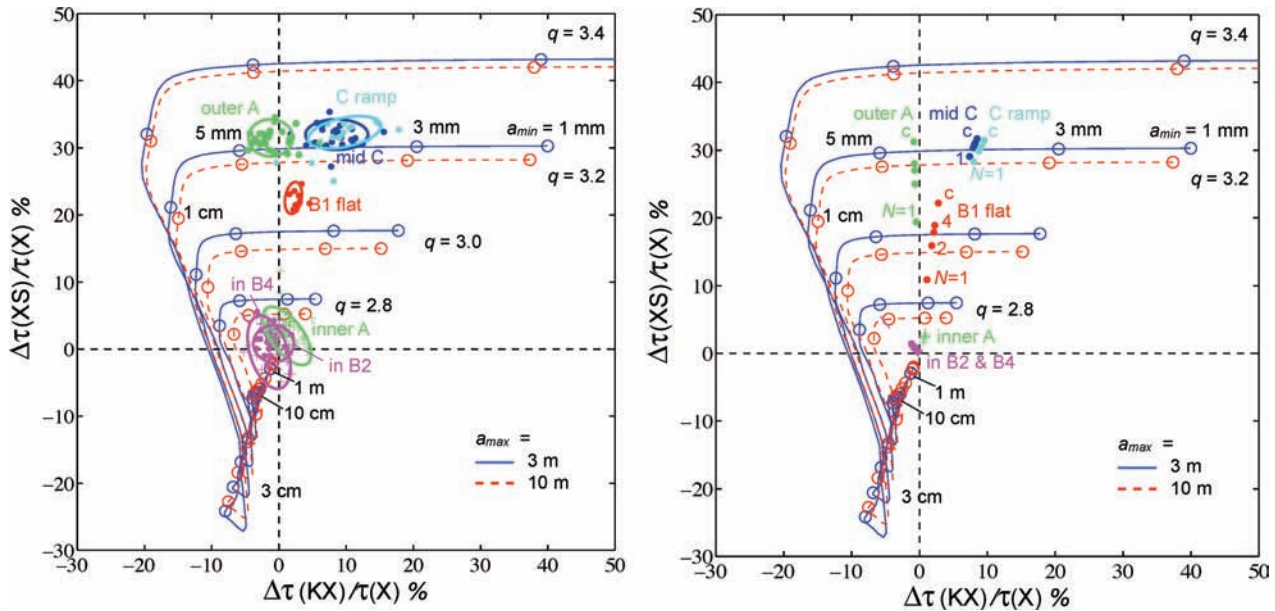 50
40
30
20
10
0
−10
−20
−30
−30
−20
−10
0
10
20
30
40
50
Δτ(XS)/τ(X) %
Δτ(KX)/τ(X) %
q = 3.4
outer A
C ramp
5 mm
3 mm
a_min = 1 mm
mid C
q = 3.2
1 cm
B1 flat
q = 3.0
in B4
q = 2.8
inner A
in B2
1 m
10 cm
3 cm
a_max =
3 m
10 m
50
40
30
20
10
0
−10
−20
−30
−30
−20
−10
0
10
20
30
40
50
Δτ(XS)/τ(X) %
Δτ(KX)/τ(X) %
q = 3.4
outer A
mid C
C ramp
c
c
c
5 mm
3 mm
a_min = 1 mm
1
N=1
q = 3.2
1 cm
c
N=1
B1 flat
4
q = 3.0
2
N=1
q = 2.8
inner A
in B2 & B4
1 m
10 cm
3 cm
a_max =
3 m
10 m